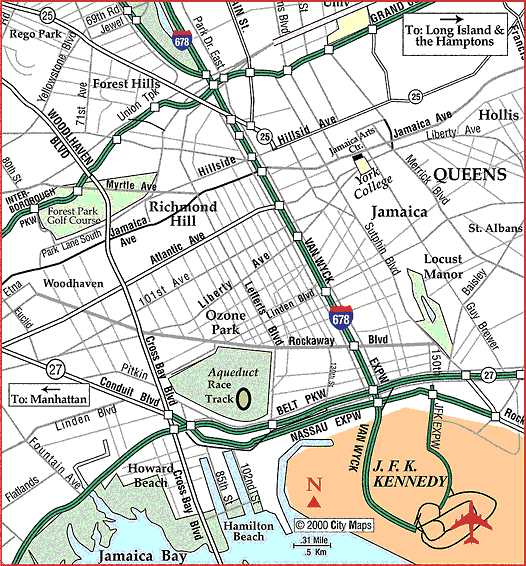 69th Rd
Jewel
Rego Park
678
Park Dr. East
MAIN ST.
Blvd
Univ
GRAND C
To: Long Island &
the Hamptons
Francis
Yellowstone Blvd
Forest Hills
71st Ave
Union Tpk
25
25
Hillsid Ave
Hollis
WOODLHAVEN
BLVD
Jamaica Arts
Ctr.
Jamaica Ave
Liberty Ave
80th St
Hillside
York
College
Merrick Blvd
QUEENS
INTER-
BOROUGH
PKW
Myrtle Ave
Forest Park
Golf Course
Richmond
Hill
Jamaica
Jamaica
Ave
Park Lane South
St. Albans
Atlantic Ave
VAN WYCK
Sutphin Blvd
Locust
Manor
Etna
Woodhaven
101st Ave
Liberty Ave
Lefferts Blvd
Linden Blvd
Baisley
Guy Brewer
Euclid
Ozone
Park
678
Rockaway Blvd
150th
27
Pitkin
Cross Bay Blvd
Aqueduct
Race
Track
EXPW
27
To: Manhattan
Conduit Blvd
BELT PKW
NASSAU EXPW
VAN WYCK
JFK EXPW
Rock
Linden Blvd
Fountain Ave
Flatlands
Howard
Beach
Cross Bay Blvd
85th St
102nd St
N
J. F. K.
KENNEDY
Hamilton
Beach
© 2000 City Maps
.31 Mile
.5 Km
Jamaica Bay